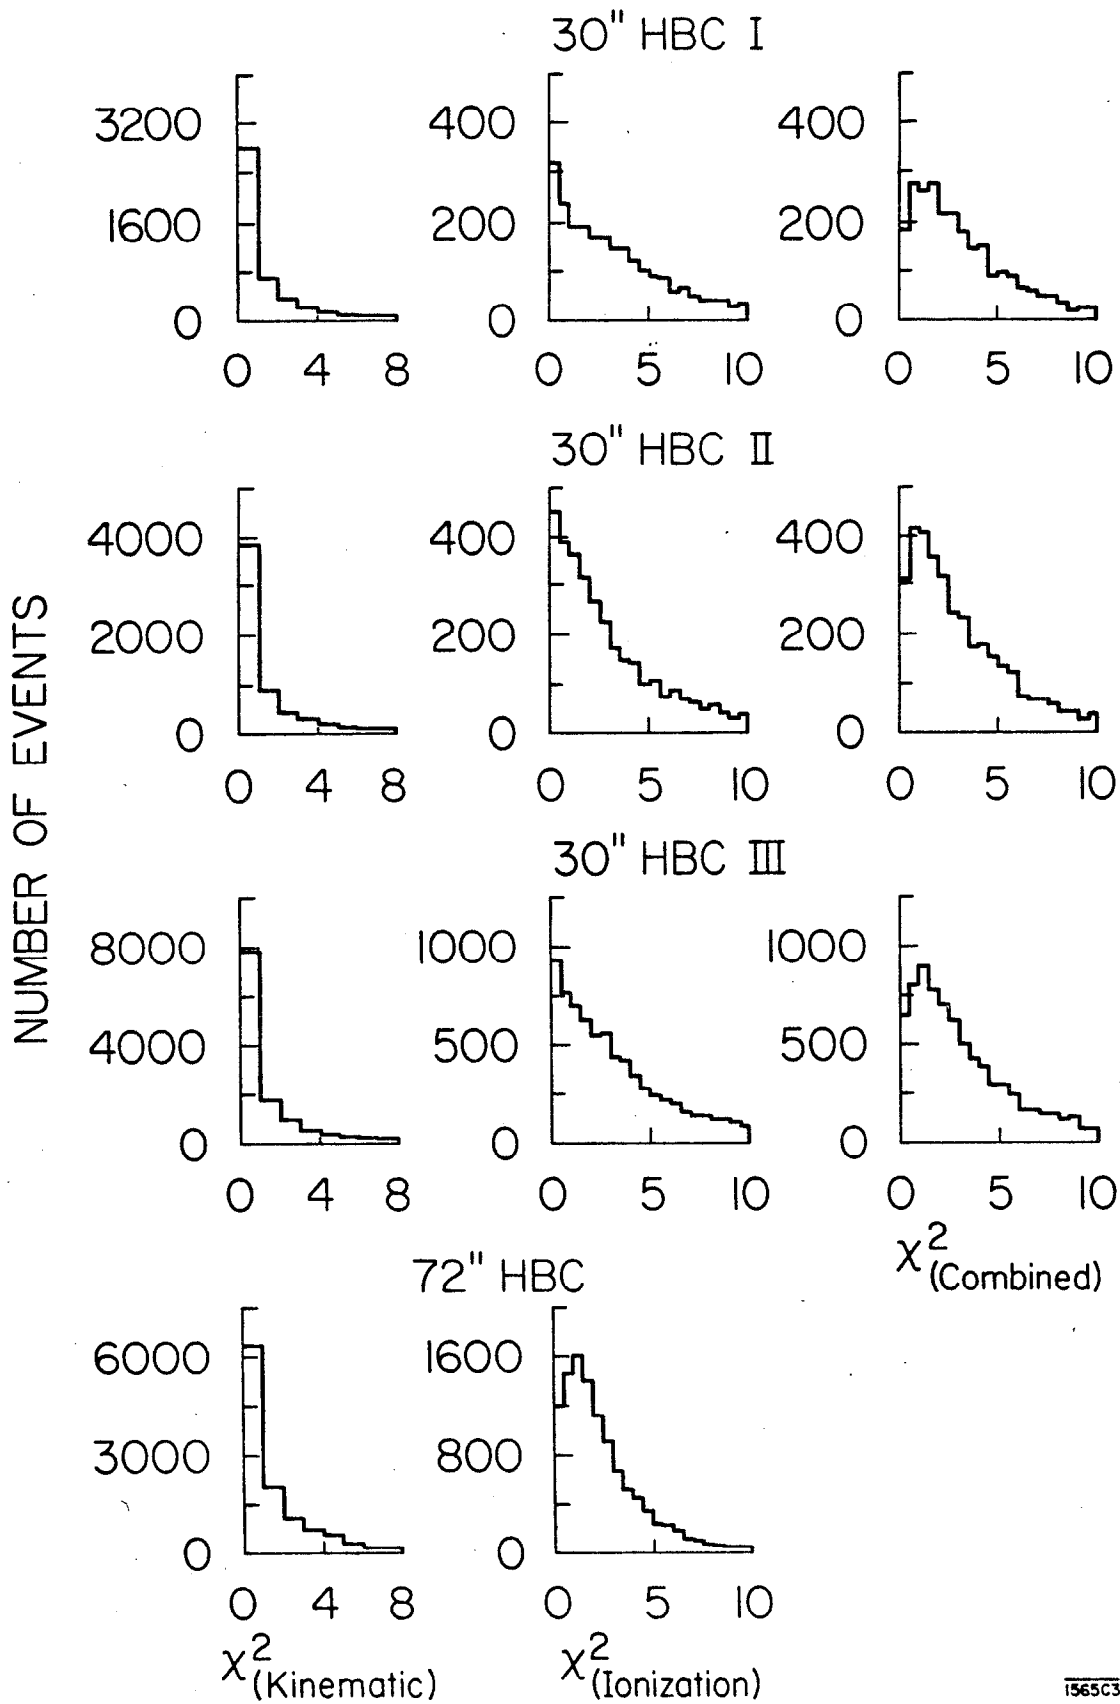 30" HBC I
3200 400 400
1600 200 200
0 0 0
0 4 8 0 5 10 0 5 10
30" HBC II
4000 400 400
2000 200 200
0 0 0
0 4 8 0 5 10 0 5 10
NUMBER OF EVENTS
30" HBC III
8000 1000 1000
4000 500 500
0 0 0
0 4 8 0 5 10 0 5 10
χ²(Combined)
72" HBC
6000 1600
3000 800
0 0
0 4 8 0 5 10
χ²(Kinematic) χ²(Ionization)
1565C3